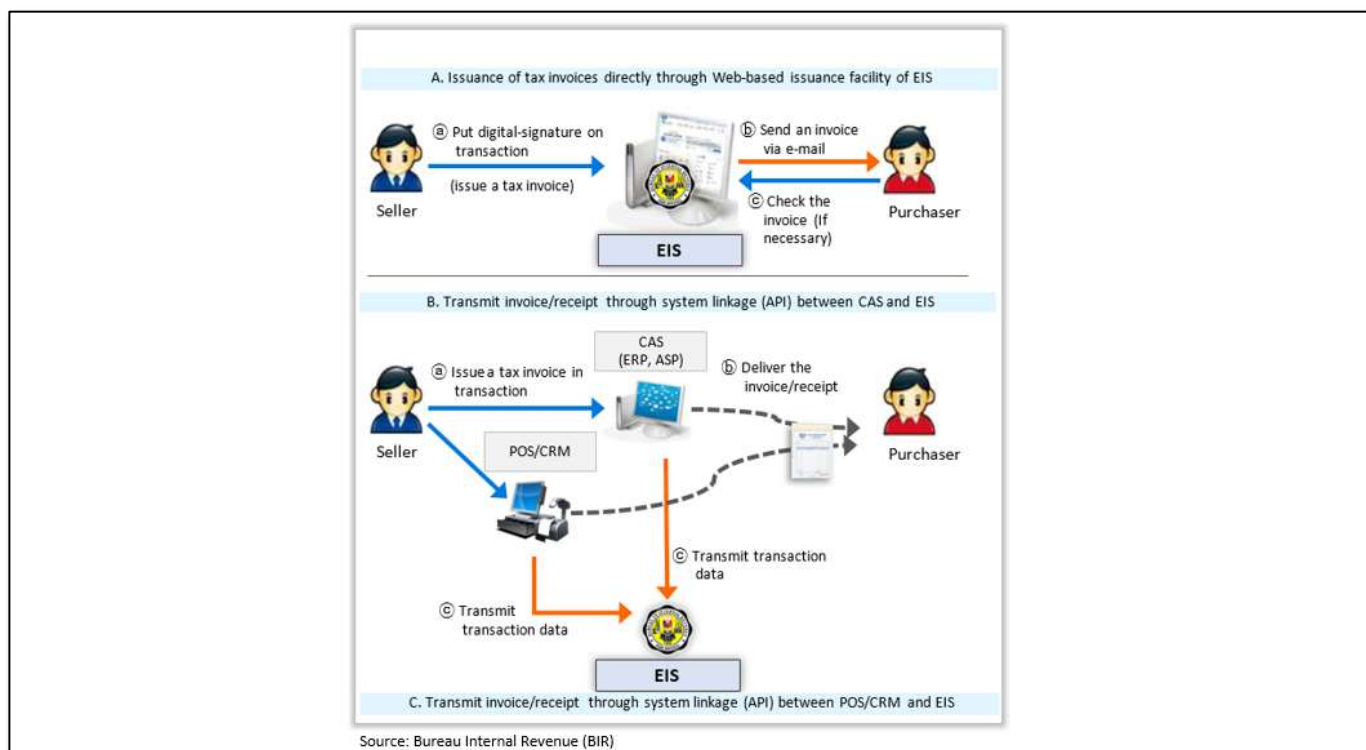 A. Issuance of tax invoices directly through Web-based issuance facility of EIS
ⓐ Put digital-signature on
transaction
(issue a tax invoice)
ⓑ Send an invoice
via e-mail
ⓒ Check the
invoice (If
necessary)
Seller
Purchaser
EIS
B. Transmit invoice/receipt through system linkage (API) between CAS and EIS
CAS
(ERP, ASP)
ⓐ Issue a tax invoice in
transaction
ⓑ Deliver the
invoice/receipt
Seller
POS/CRM
Purchaser
ⓒ Transmit transaction
data
ⓒ Transmit
transaction data
EIS
C. Transmit invoice/receipt through system linkage (API) between POS/CRM and EIS
Source: Bureau Internal Revenue (BIR)